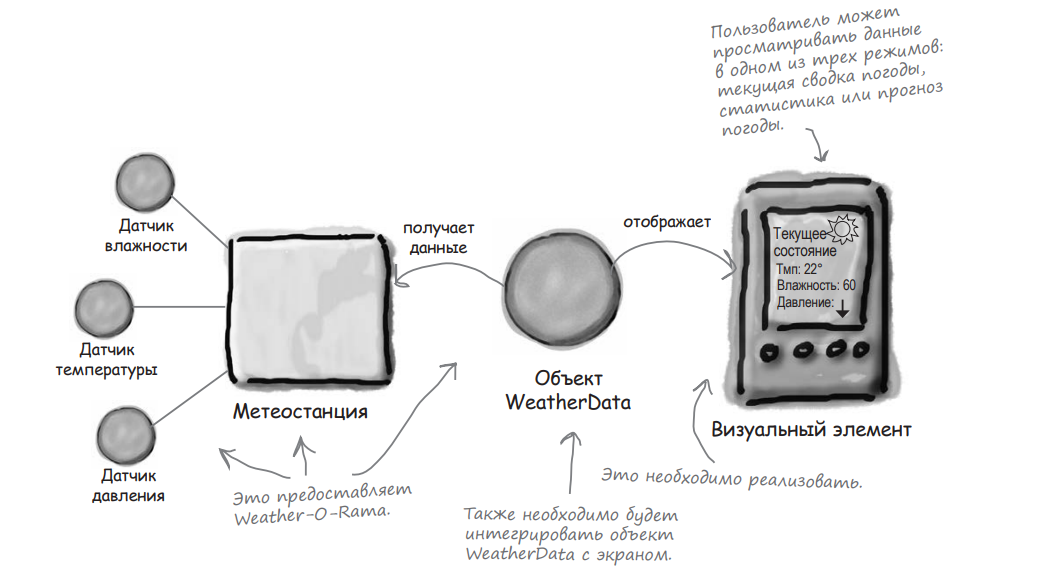 Пользователь может
просматривать данные
в одном из трех режимов:
текущая сводка погоды,
статистика или прогноз
погоды.
Датчик
влажности
получает
данные
отображает
Текущее
состояние
Тмп: 22°
Влажность: 60
Давление:
Датчик
температуры
Метеостанция
Объект
WeatherData
Визуальный элемент
Датчик
давления
Это предоставляет
Weather-O-Rama.
Также необходимо будет
интегрировать объект
WeatherData с экраном.
Это необходимо реализовать.